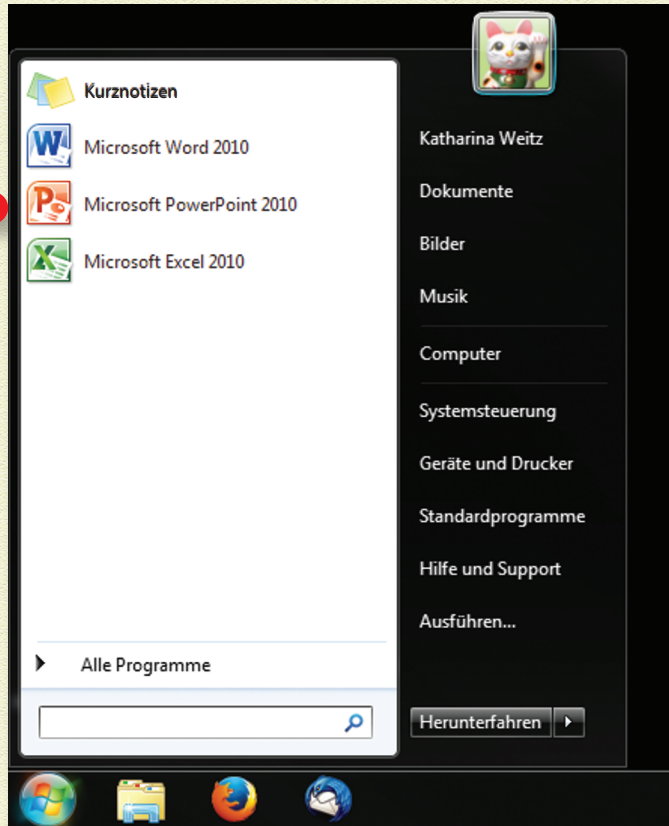 Kurznotizen
Microsoft Word 2010
Microsoft PowerPoint 2010
Microsoft Excel 2010
Alle Programme
Katharina Weitz
Dokumente
Bilder
Musik
Computer
Systemsteuerung
Geräte und Drucker
Standardprogramme
Hilfe und Support
Ausführen...
Herunterfahren